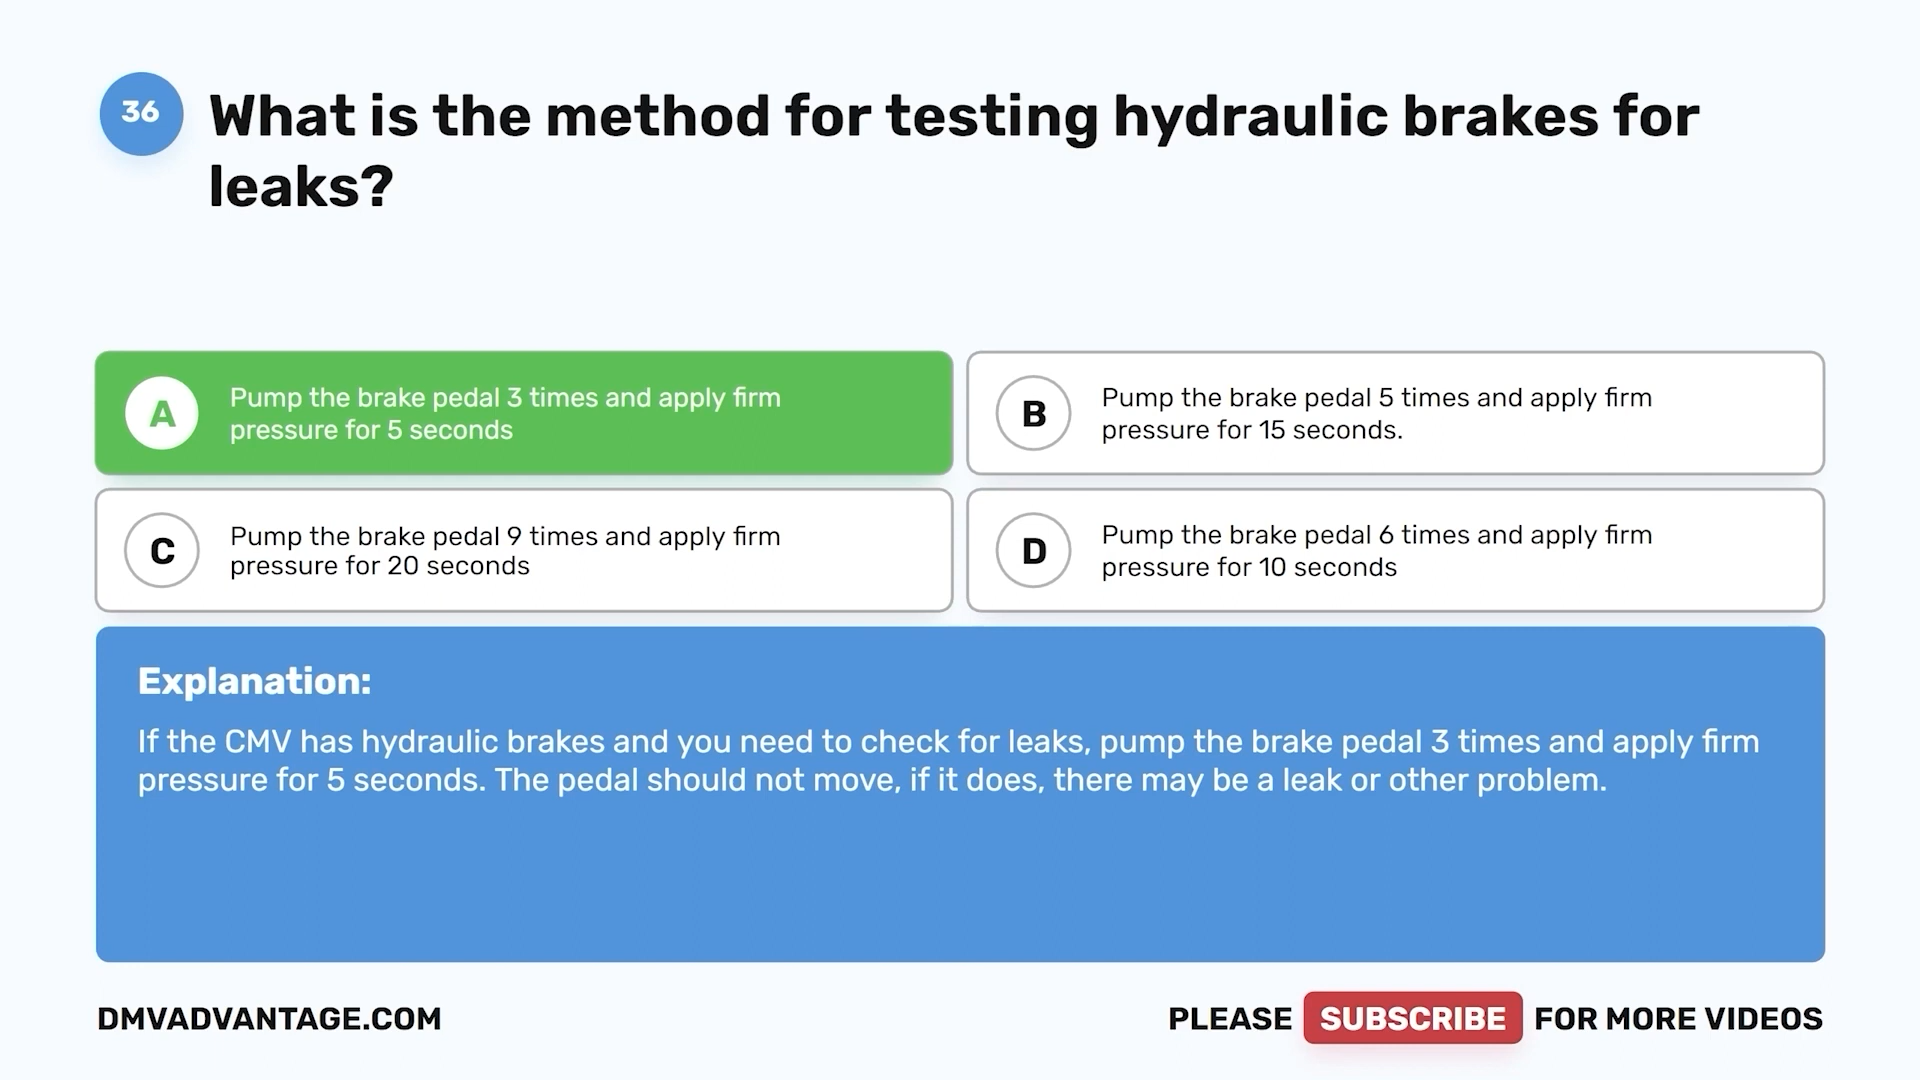 36
What is the method for testing hydraulic brakes for
leaks?
A
Pump the brake pedal 3 times and apply firm
pressure for 5 seconds
B
Pump the brake pedal 5 times and apply firm
pressure for 15 seconds.
C
Pump the brake pedal 9 times and apply firm
pressure for 20 seconds
D
Pump the brake pedal 6 times and apply firm
pressure for 10 seconds
Explanation:
If the CMV has hydraulic brakes and you need to check for leaks, pump the brake pedal 3 times and apply firm
pressure for 5 seconds. The pedal should not move, if it does, there may be a leak or other problem.
DMVADVANTAGE.COM
PLEASE SUBSCRIBE FOR MORE VIDEOS